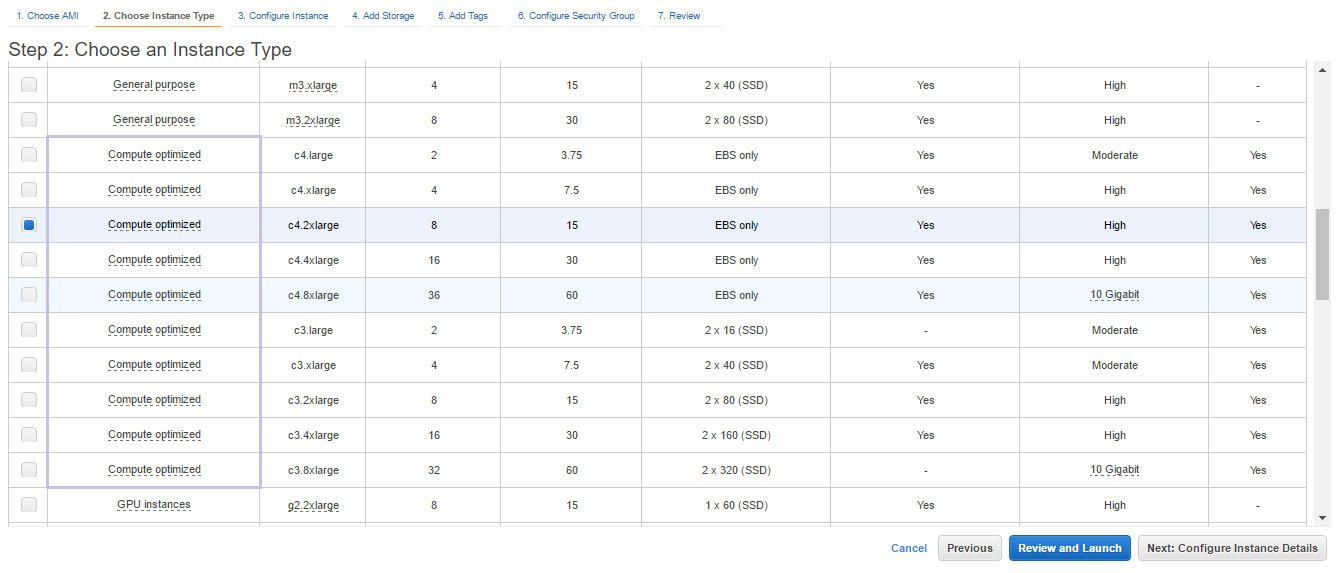 1. Choose AMI 2. Choose Instance Type 3. Configure Instance 4. Add Storage 5. Add Tags 6. Configure Security Group 7. Review
Step 2: Choose an Instance Type
General purpose m3.xlarge 4 15 2 x 40 (SSD) Yes High -
General purpose m3.2xlarge 8 30 2 x 80 (SSD) Yes High -
Compute optimized c4.large 2 3.75 EBS only Yes Moderate Yes
Compute optimized c4.xlarge 4 7.5 EBS only Yes High Yes
Compute optimized c4.2xlarge 8 15 EBS only Yes High Yes
Compute optimized c4.4xlarge 16 30 EBS only Yes High Yes
Compute optimized c4.8xlarge 36 60 EBS only Yes 10 Gigabit Yes
Compute optimized c3.large 2 3.75 2 x 16 (SSD) - Moderate Yes
Compute optimized c3.xlarge 4 7.5 2 x 40 (SSD) Yes Moderate Yes
Compute optimized c3.2xlarge 8 15 2 x 80 (SSD) Yes High Yes
Compute optimized c3.4xlarge 16 30 2 x 160 (SSD) Yes High Yes
Compute optimized c3.8xlarge 32 60 2 x 320 (SSD) - 10 Gigabit Yes
GPU instances g2.2xlarge 8 15 1 x 60 (SSD) Yes High -
Cancel Previous Review and Launch Next: Configure Instance Details